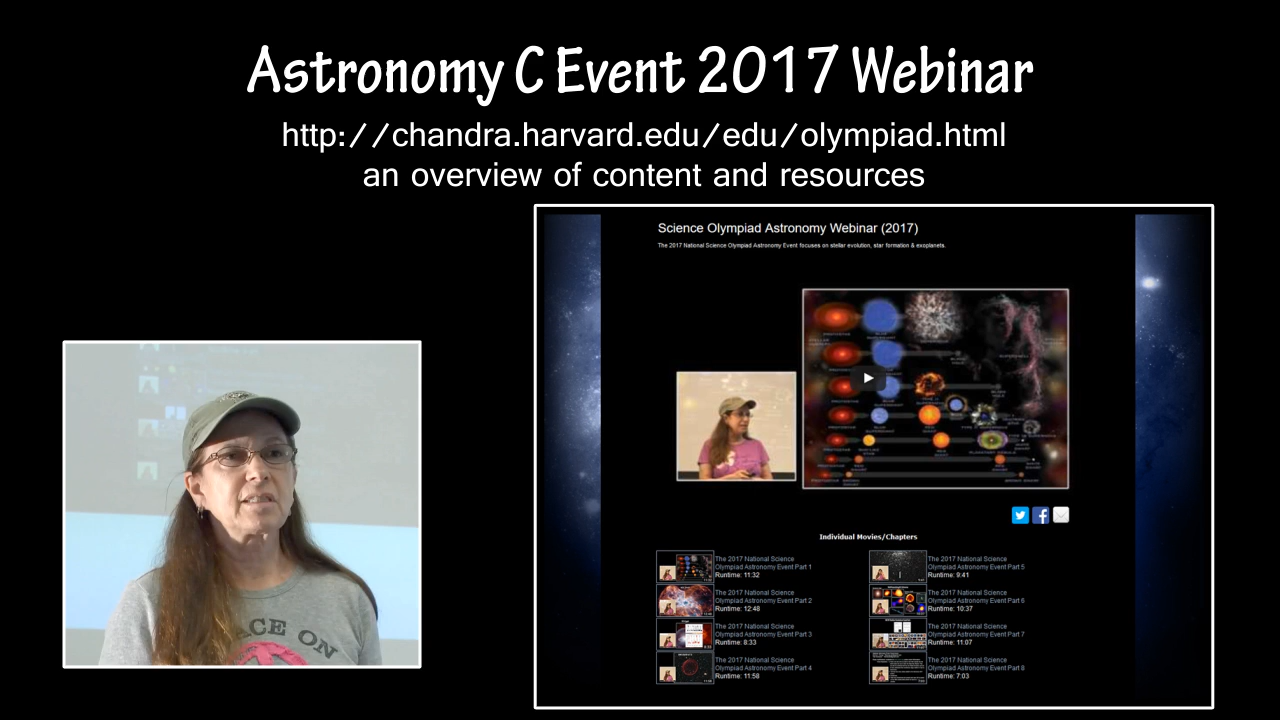 Astronomy C Event 2017 Webinar
http://chandra.harvard.edu/edu/olympiad.html
an overview of content and resources
Science Olympiad Astronomy Webinar (2017)
The 2017 National Science Olympiad Astronomy Event focuses on stellar evolution, star formation & exoplanets.
CE ON
Individual Movies/Chapters
The 2017 National Science
Olympiad Astronomy Event Part 1
Runtime: 11:32
The 2017 National Science
Olympiad Astronomy Event Part 2
Runtime: 12:48
The 2017 National Science
Olympiad Astronomy Event Part 3
Runtime: 8:33
The 2017 National Science
Olympiad Astronomy Event Part 4
Runtime: 11:58
The 2017 National Science
Olympiad Astronomy Event Part 5
Runtime: 9:41
The 2017 National Science
Olympiad Astronomy Event Part 6
Runtime: 10:37
The 2017 National Science
Olympiad Astronomy Event Part 7
Runtime: 11:07
The 2017 National Science
Olympiad Astronomy Event Part 8
Runtime: 7:03